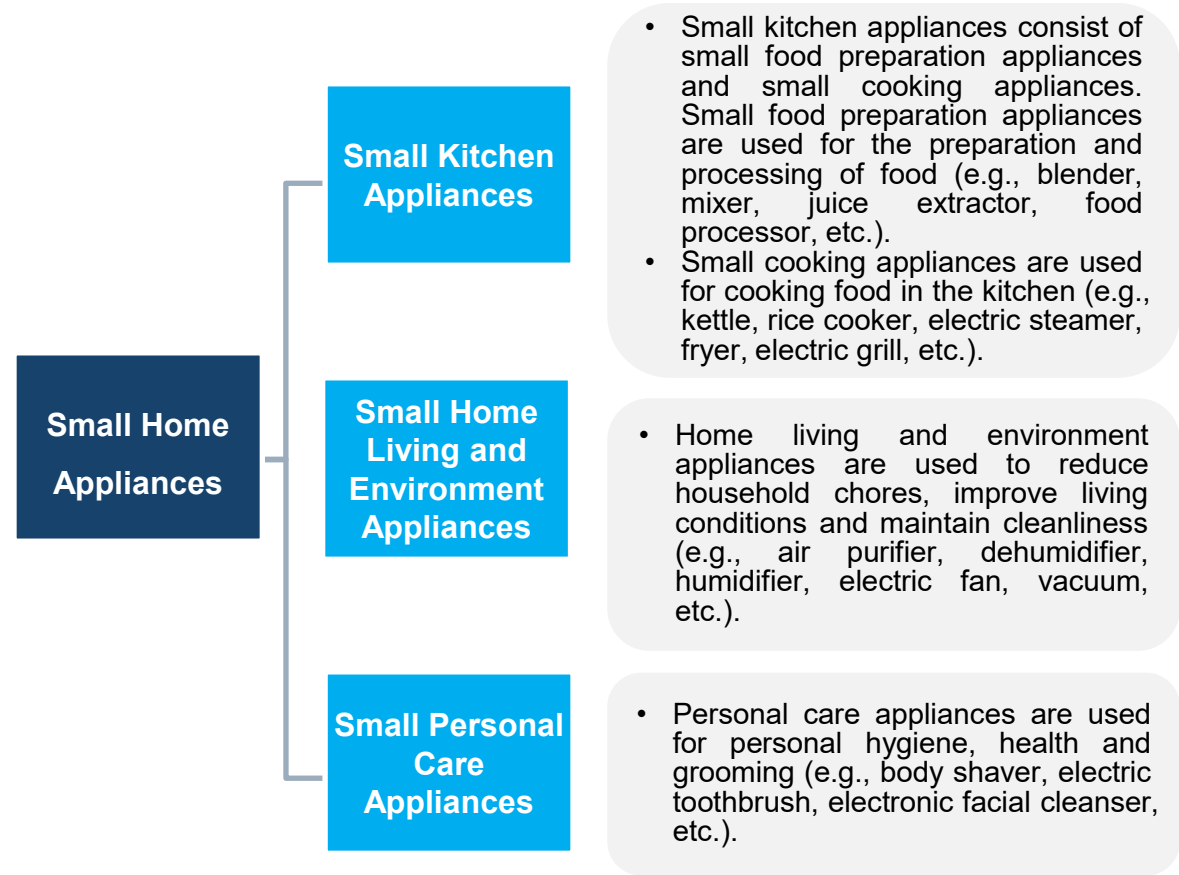 Small Home
Appliances
Small Kitchen
Appliances
• Small kitchen appliances consist of
small food preparation appliances
and small cooking appliances.
Small food preparation appliances
are used for the preparation and
processing of food (e.g., blender,
mixer, juice extractor, food
processor, etc.).
• Small cooking appliances are used
for cooking food in the kitchen (e.g.,
kettle, rice cooker, electric steamer,
fryer, electric grill, etc.).
Small Home
Living and
Environment
Appliances
• Home living and environment
appliances are used to reduce
household chores, improve living
conditions and maintain cleanliness
(e.g., air purifier, dehumidifier,
humidifier, electric fan, vacuum,
etc.).
Small Personal
Care
Appliances
• Personal care appliances are used
for personal hygiene, health and
grooming (e.g., body shaver, electric
toothbrush, electronic facial cleanser,
etc.).